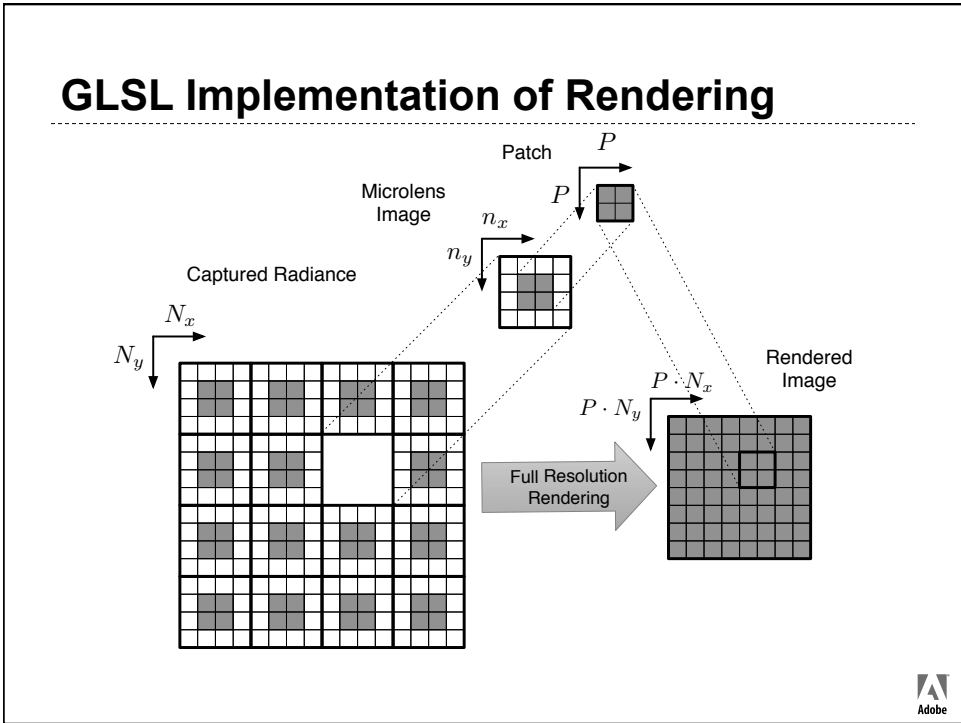 GLSL Implementation of Rendering
Patch
P
P
Microlens
Image
n_x
n_y
Captured Radiance
N_x
N_y
Rendered
Image
P · N_x
P · N_y
Full Resolution
Rendering
Adobe